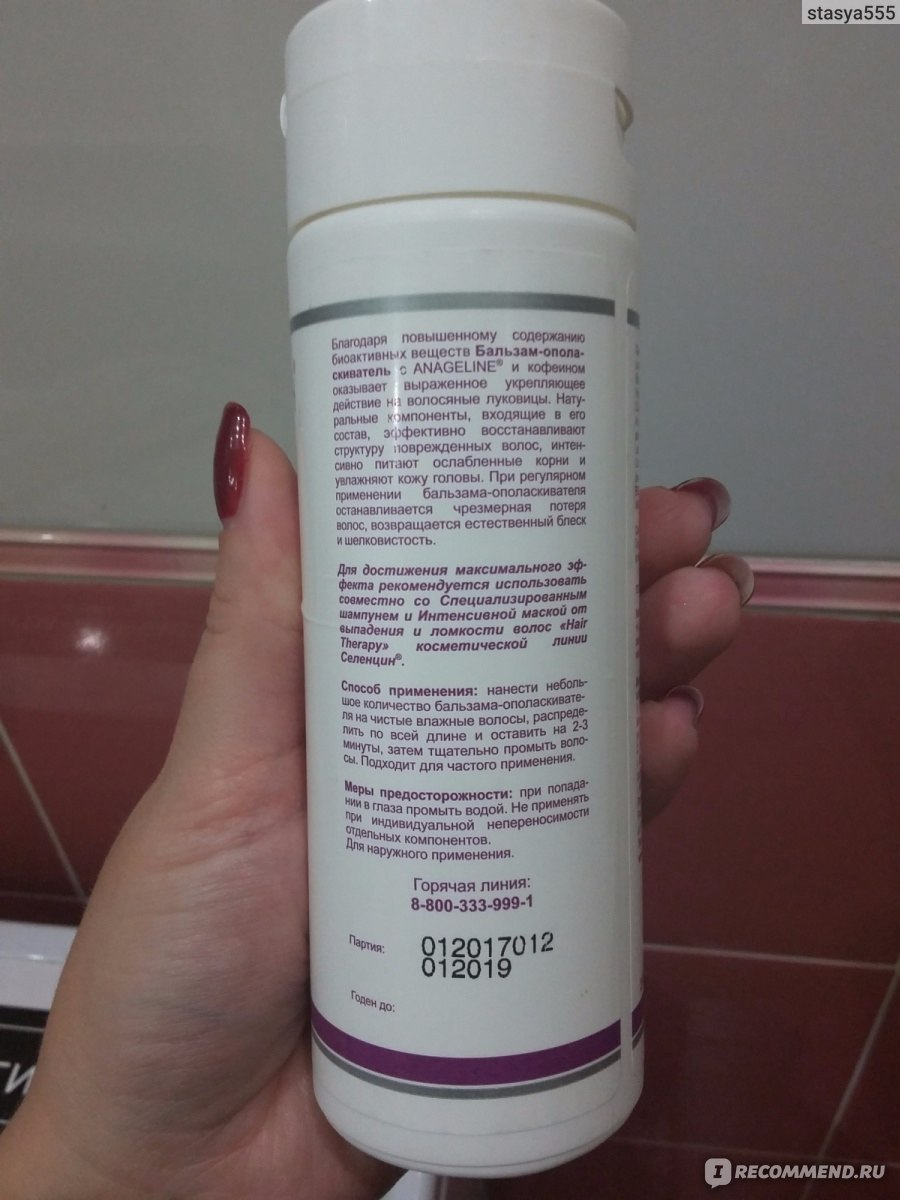 stasya555
Благодаря повышенному содержанию
биоактивных веществ Бальзам-опола-
скиватель с ANAGELINE® и кофеином
оказывает выраженное укрепляющее
действие на волосяные луковицы. Нату-
ральные компоненты, входящие в его
состав, эффективно восстанавливают
структуру поврежденных волос, интен-
сивно питают ослабленные корни и
увлажняют кожу головы. При регулярном
применении бальзама-ополаскивателя
останавливается чрезмерная потеря
волос, возвращается естественный блеск
и шелковистость.
Для достижения максимального эф-
фекта рекомендуется использовать
совместно со Специализированным
шампунем и Интенсивной маской от
выпадения и ломкости волос «Hair
Therapy» косметической линии
Селенцин®.
Способ применения: нанести неболь-
шое количество бальзама-ополаскивате-
ля на чистые влажные волосы, распреде-
лить по всей длине и оставить на 2-3
минуты, затем тщательно промыть воло-
сы. Подходит для частого применения.
Меры предосторожности: при попада-
нии в глаза промыть водой. Не применять
при индивидуальной непереносимости
отдельных компонентов.
Для наружного применения.
Горячая линия:
8-800-333-999-1
Партия: 012017012
012019
Годен до:
IRECOMMEND.RU